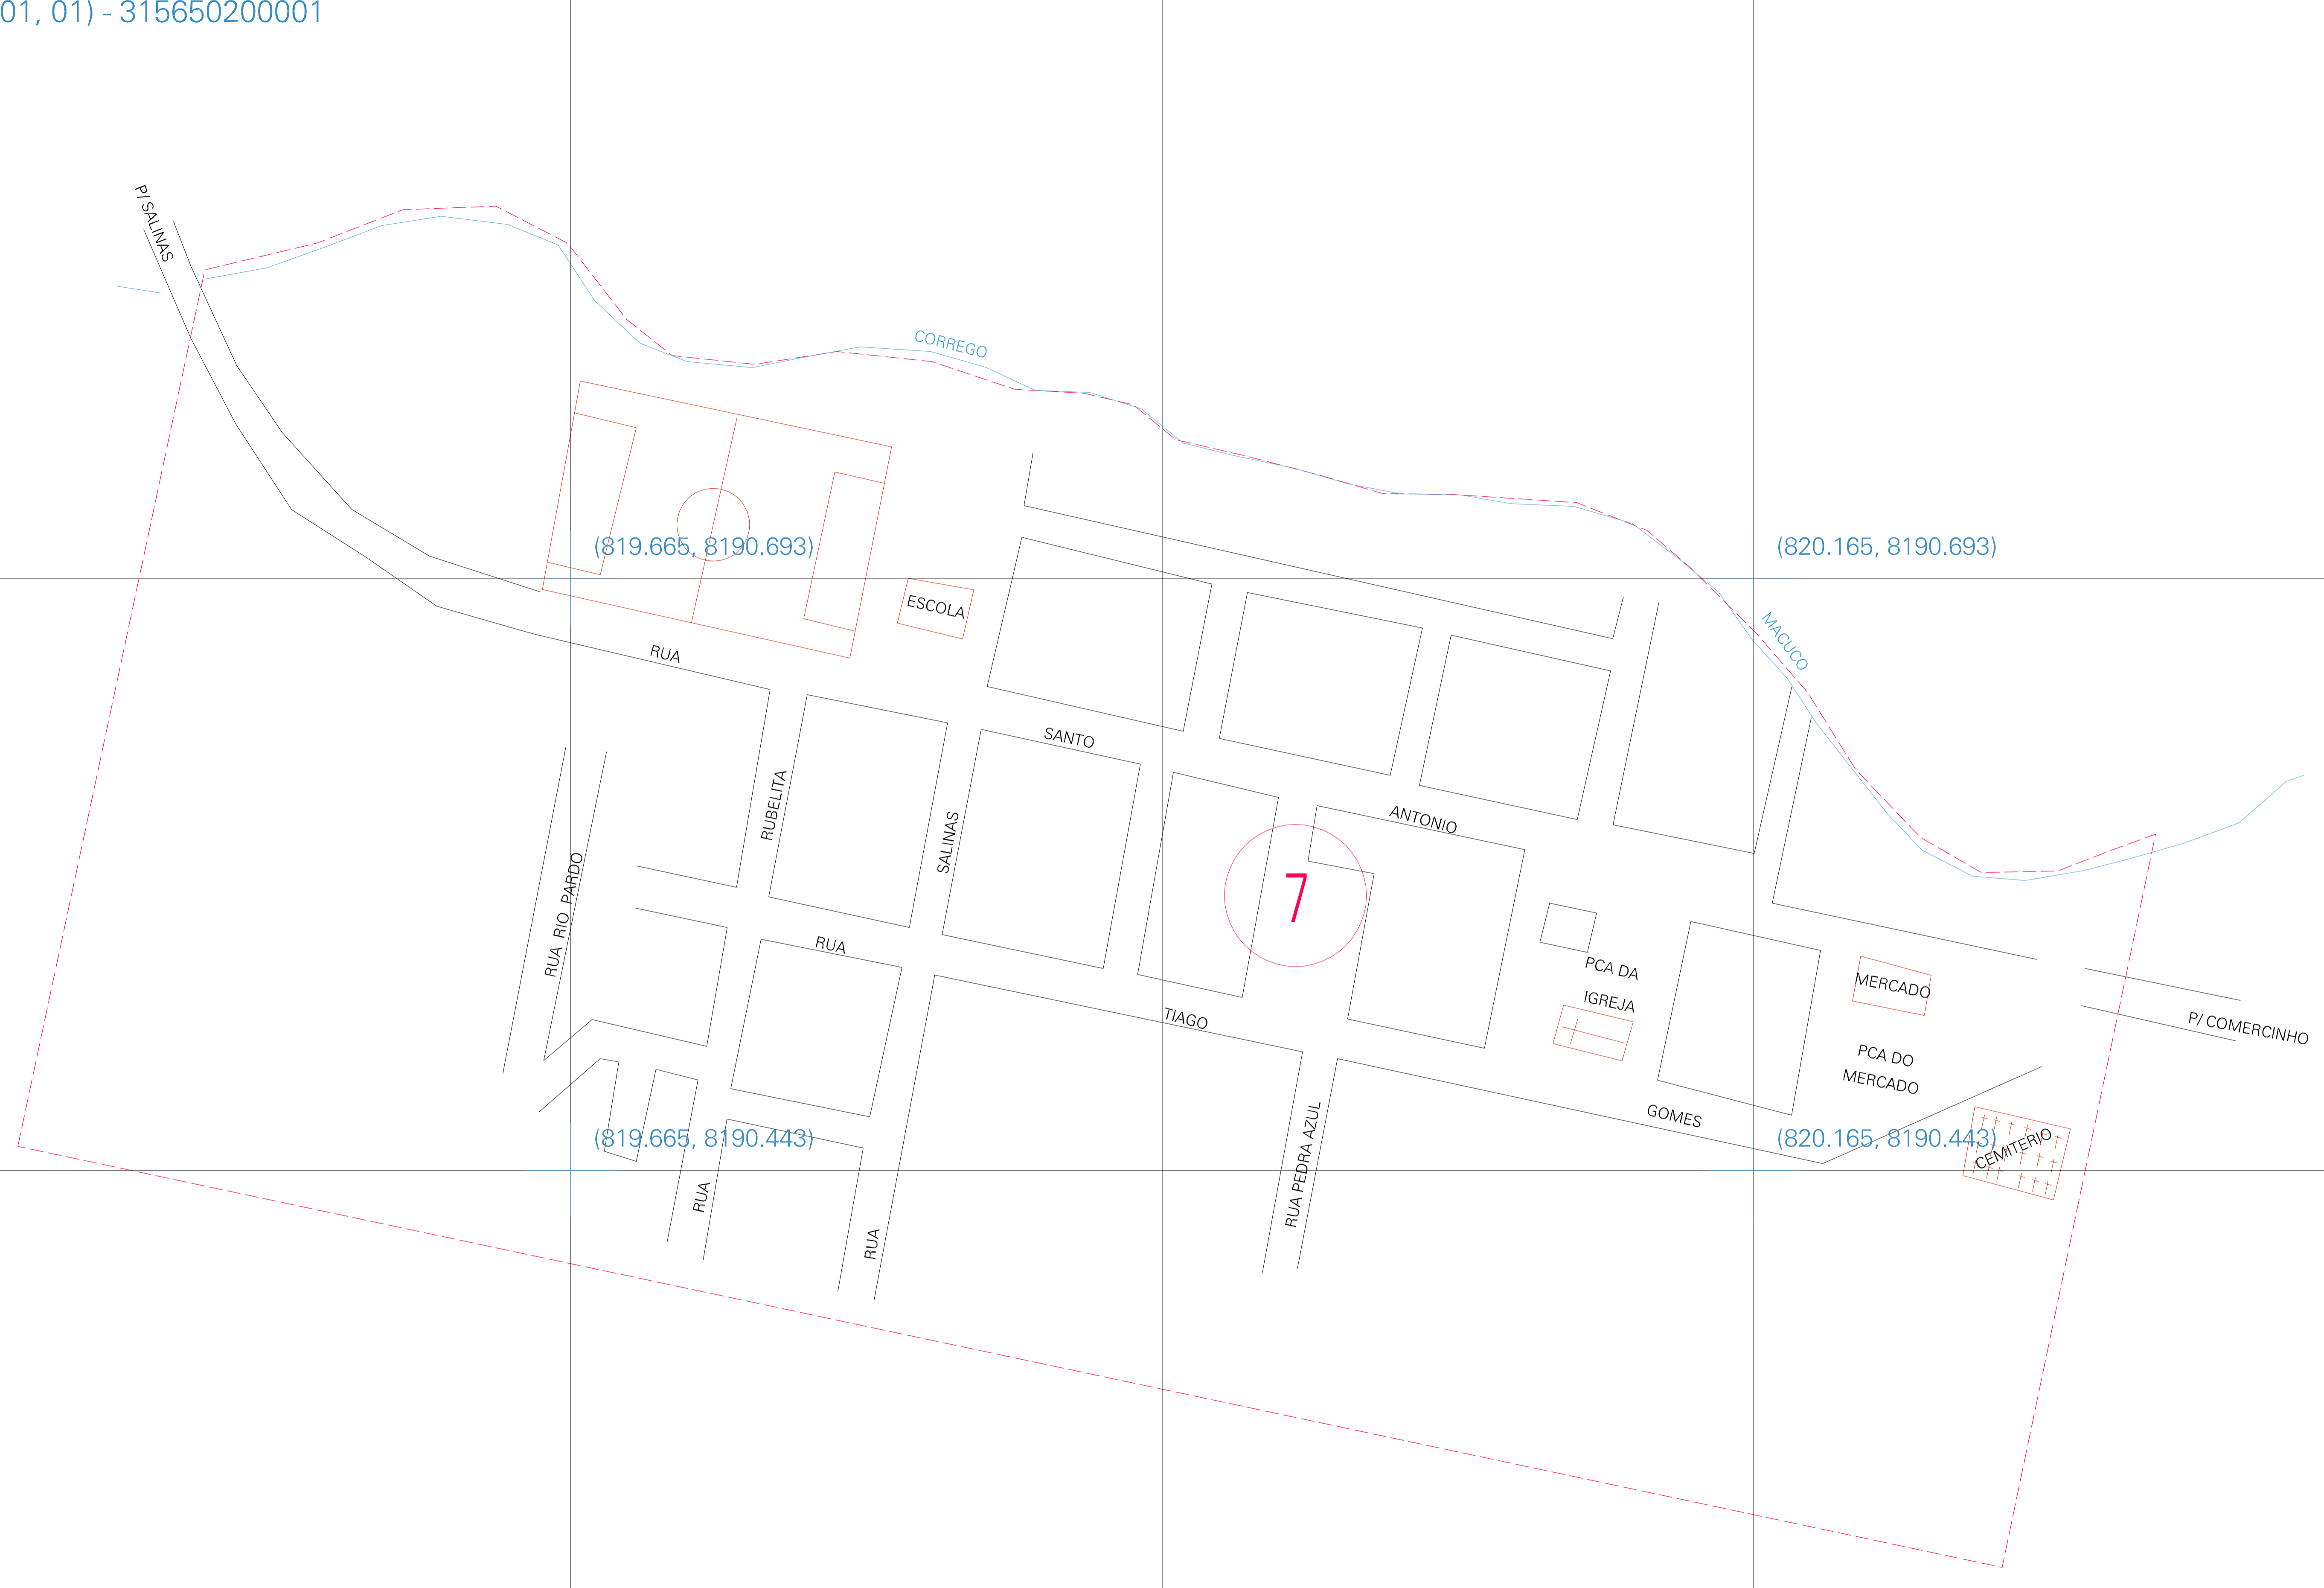 01, 01) - 315650200001
P/ SALINAS
CORREGO
(819.665, 8190.693)
(820.165, 8190.693)
ESCOLA
MACUCO
RUA
SANTO
ANTONIO
RUBELITA
SALINAS
RUA RIO PARDO
7
RUA
PCA DA
IGREJA
MERCADO
TIAGO
P/ COMERCINHO
PCA DO
MERCADO
GOMES
(819.665, 8190.443)
(820.165, 8190.443)
CEMITERIO
RUA PEDRA AZUL
RUA
RUA